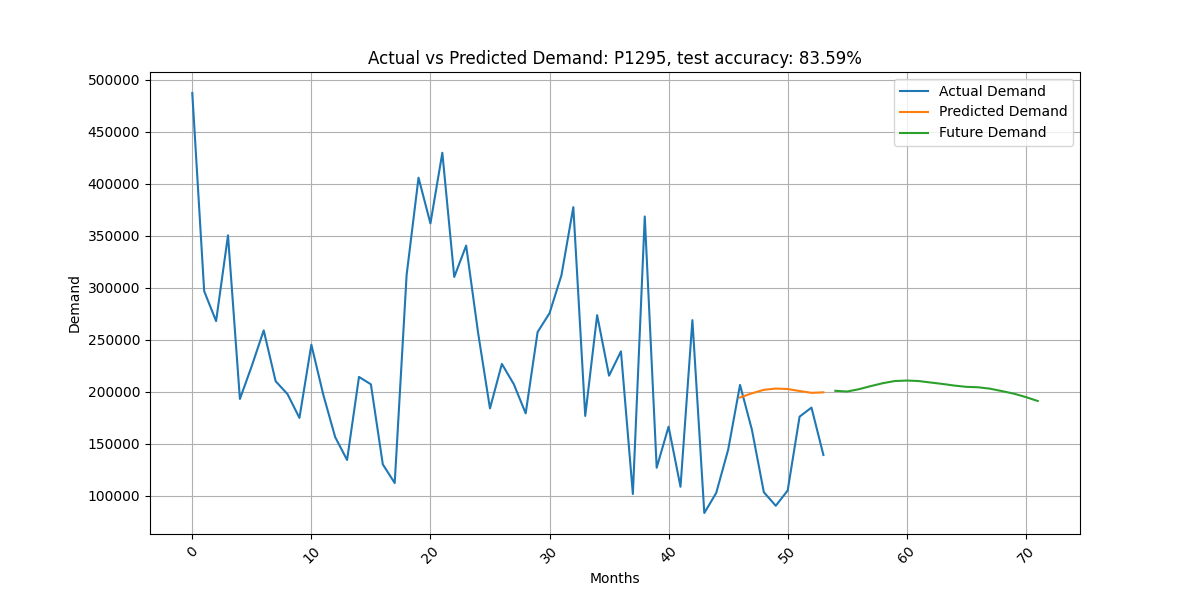 Actual vs Predicted Demand: P1295, test accuracy: 83.59%
500000
450000
400000
350000
300000
250000
200000
150000
100000
Demand
Actual Demand
Predicted Demand
Future Demand
0
10
20
30
40
50
60
70
Months